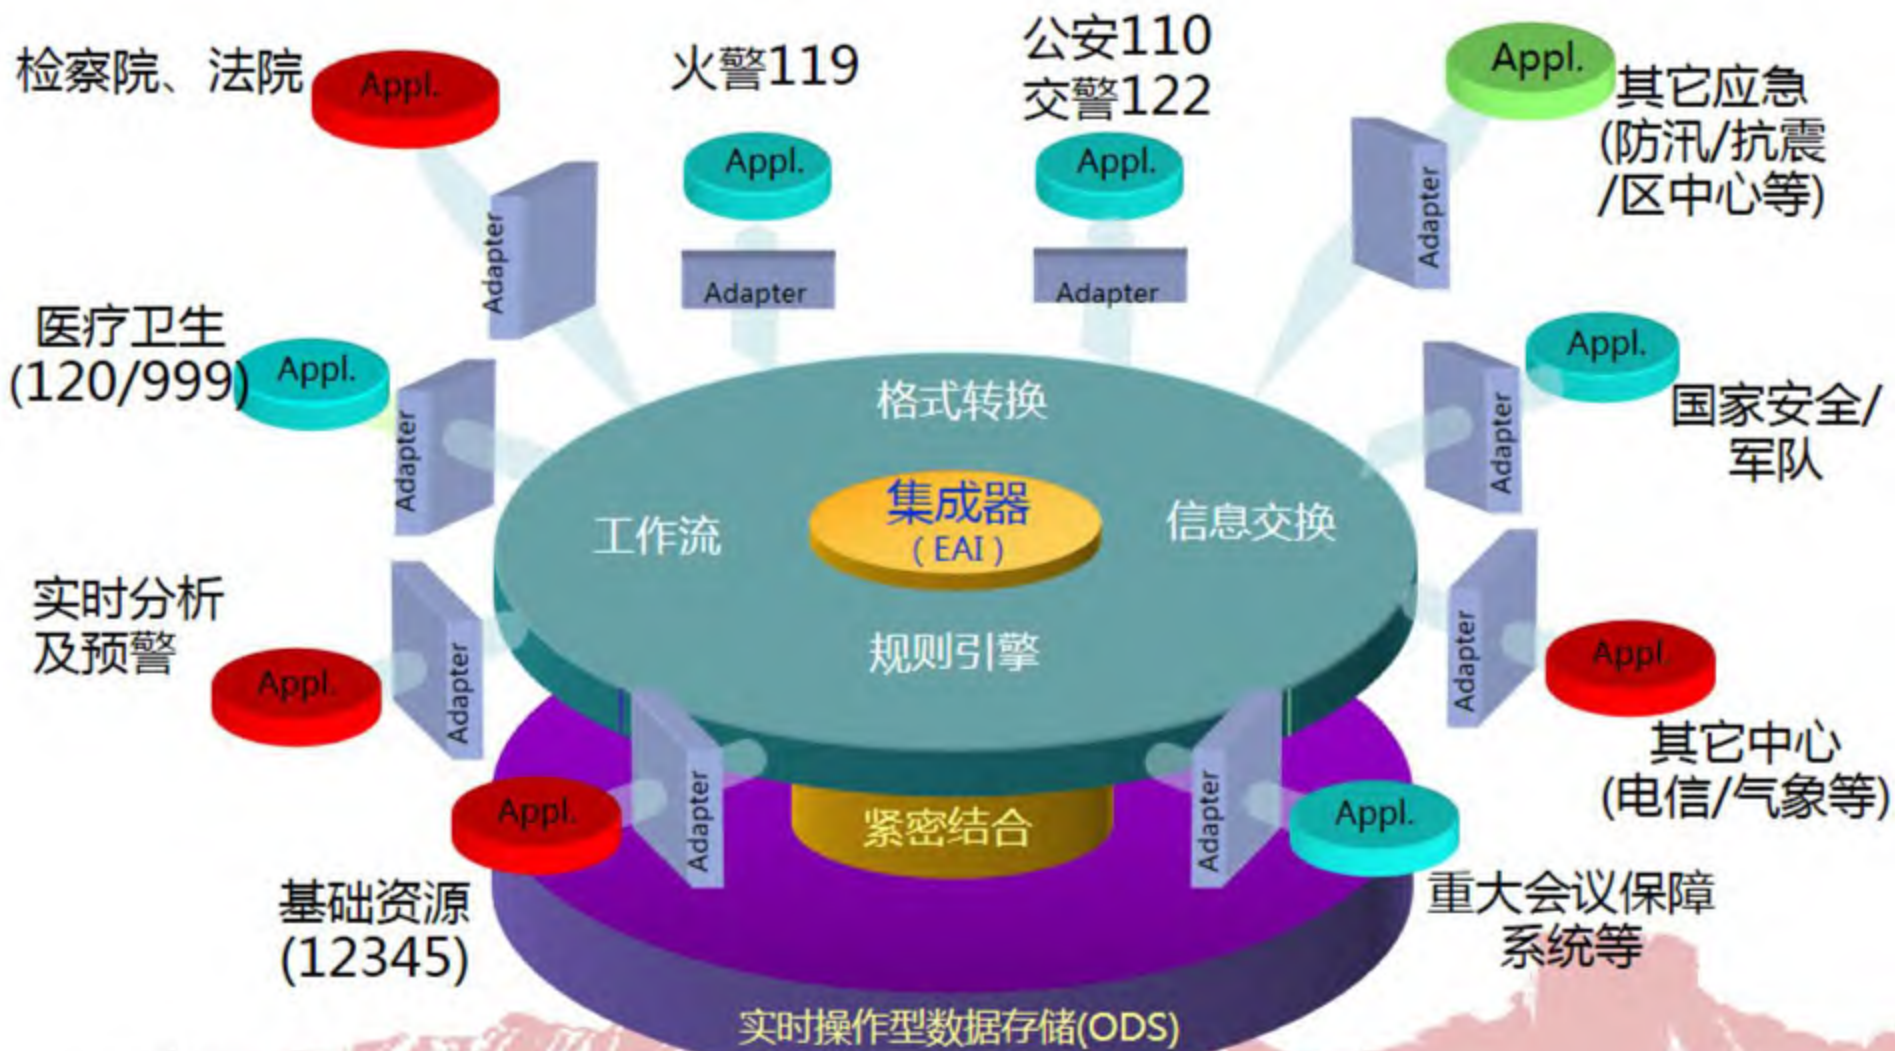 检察院、法院
Appl.
Adapter
火警119
Appl.
Adapter
公安110
交警122
Appl.
Adapter
Appl.
其它应急
(防汛/抗震
/区中心等)
Adapter
医疗卫生
(120/999)
Appl.
Adapter
Appl.
国家安全/
军队
Adapter
格式转换
工作流
集成器
(EAI)
信息交换
规则引擎
实时分析
及预警
Appl.
Adapter
Adapter
Appl.
其它中心
(电信/气象等)
Appl.
Adapter
基础资源
(12345)
紧密结合
Adapter
Appl.
重大会议保障
系统等
实时操作型数据存储(ODS)